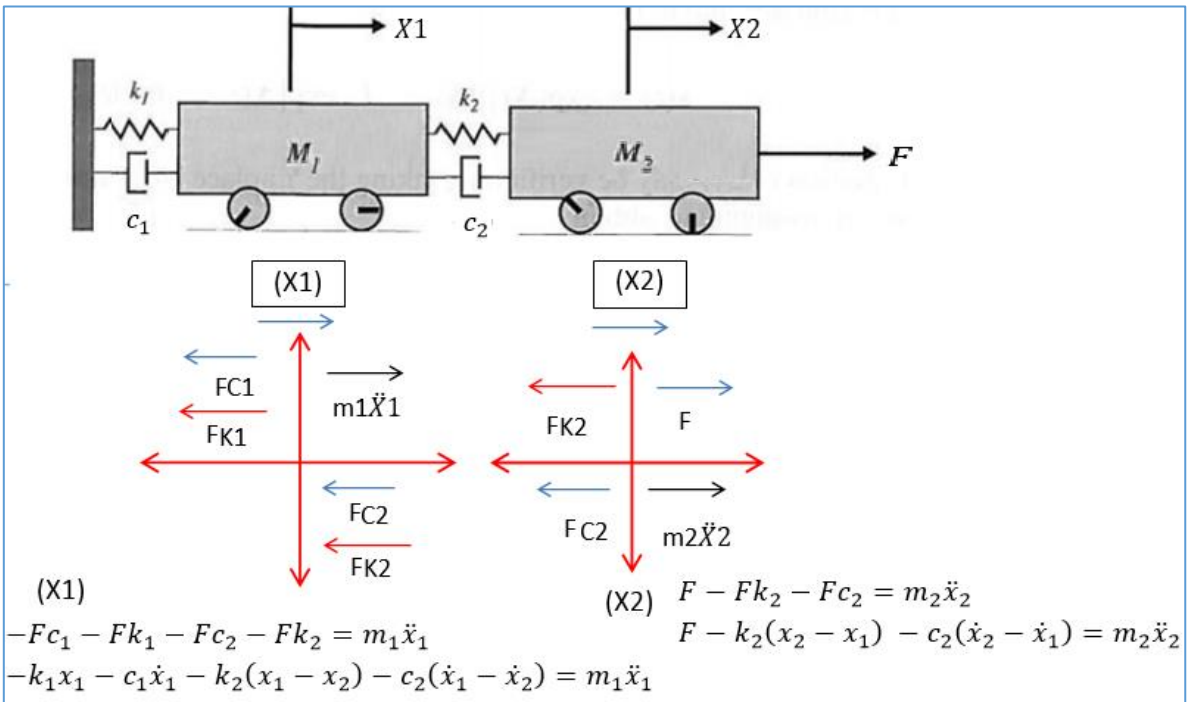 X1
X2
k1
k2
M1
M2
F
c1
c2
(X1)
(X2)
FC1
m1Ẍ1
FK1
FC2
FK2
FK2
F
FC2
m2Ẍ2
(X1)
−Fc₁ − Fk₁ − Fc₂ − Fk₂ = m₁ẍ₁
−k₁x₁ − c₁ẋ₁ − k₂(x₁ − x₂) − c₂(ẋ₁ − ẋ₂) = m₁ẍ₁
(X2)
F − Fk₂ − Fc₂ = m₂ẍ₂
F − k₂(x₂ − x₁) − c₂(ẋ₂ − ẋ₁) = m₂ẍ₂